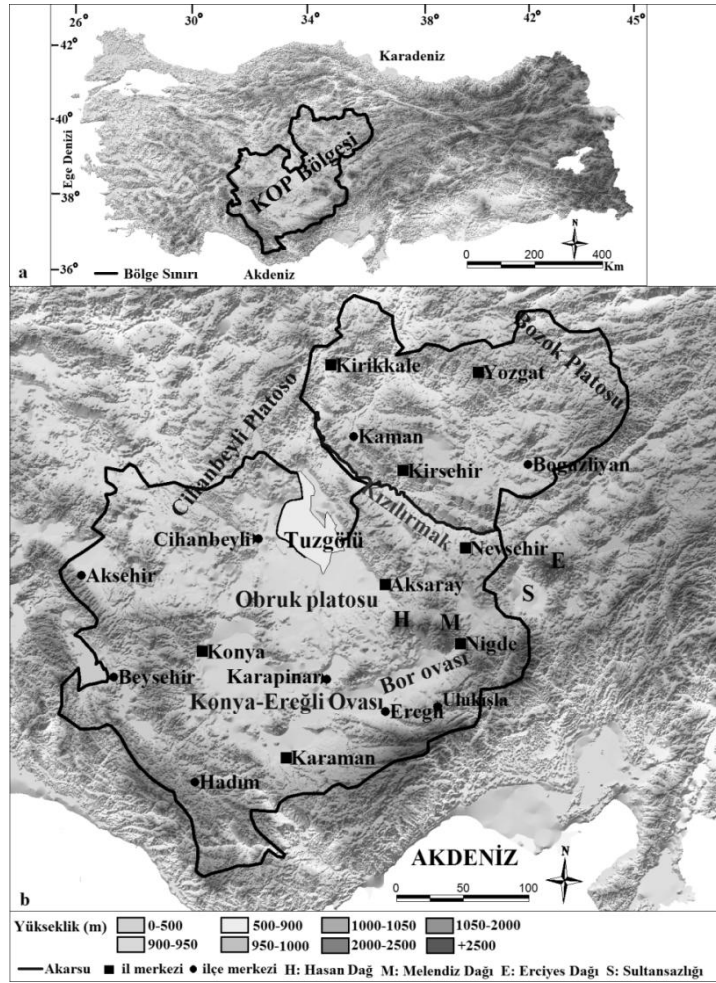 26° 30° 34° 38° 42° 45°
42°
Karadeniz
40°
Ege Denizi
KOP Bölgesi
38°
N
0 200 400
Km
36°
a
Bölge Sınırı
Akdeniz
Bozok Platosu
Kirikkale
Yozgat
Cihanbeyli Platoso
Kaman
Kirsehir
Bogazliyan
Kızılırmak
Cihanbeyli
Tuzgölü
Nevsehir
E
Aksehir
Aksaray
S
Obruk platosu
H
M
Konya
Nigde
Beysehir
Karapinar
Bor ovası
Konya-Ereğli Ovası
Ulukışla
Eregli
Karaman
Hadım
AKDENİZ
N
0 50 100
b
Yükseklik (m)
0-500 500-900 1000-1050 1050-2000
900-950 950-1000 2000-2500 +2500
Akarsu il merkezi ilçe merkezi H: Hasan Dağ M: Melendiz Dağı E: Erciyes Dağı S: Sultansazlığı